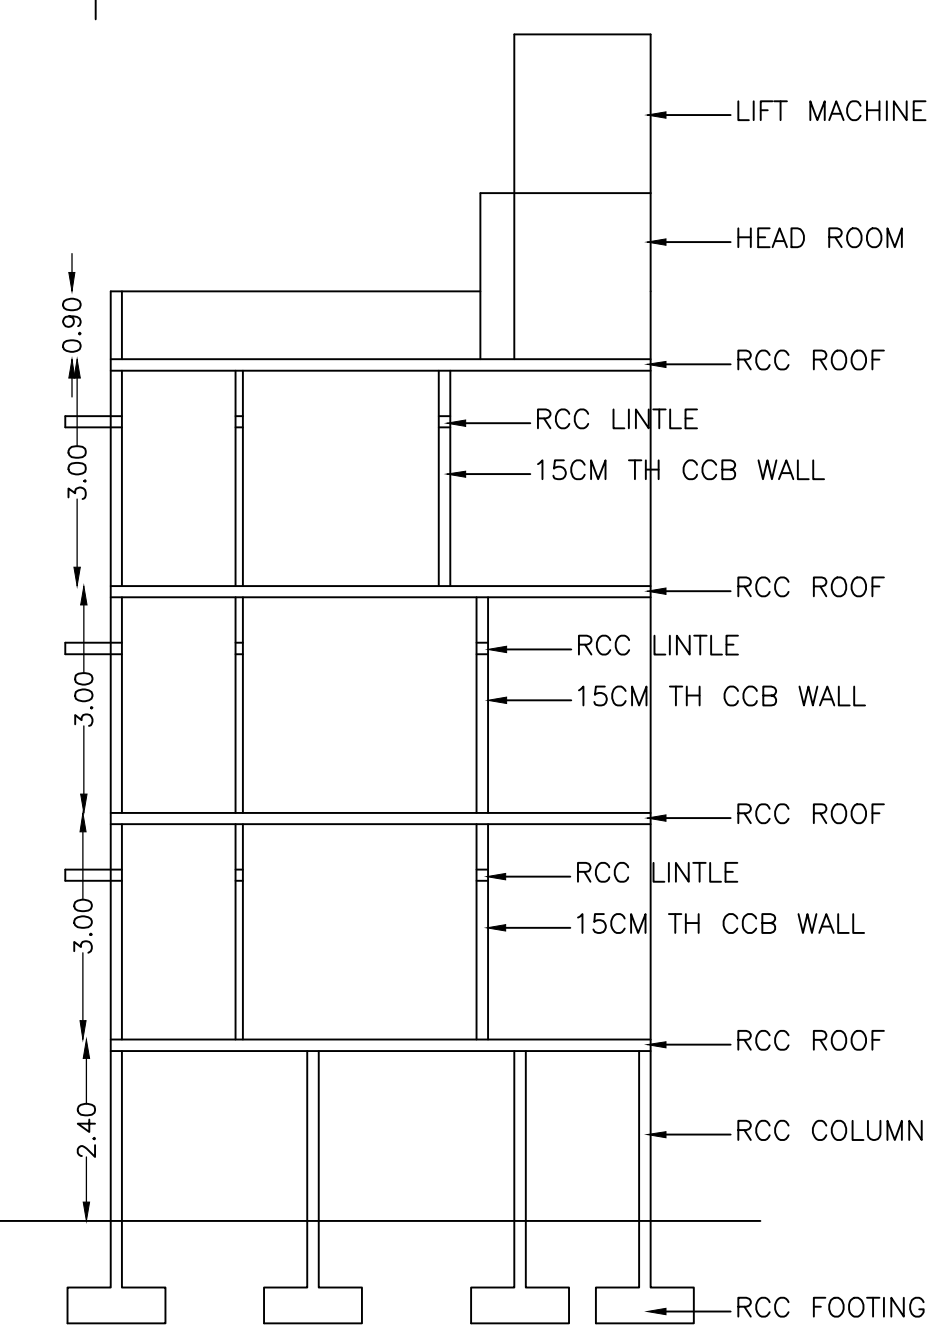 LIFT MACHINE
HEAD ROOM
0.90
RCC ROOF
RCC LINTLE
3.00
15CM TH CCB WALL
RCC ROOF
RCC LINTLE
3.00
15CM TH CCB WALL
RCC ROOF
RCC LINTLE
3.00
15CM TH CCB WALL
RCC ROOF
2.40
RCC COLUMN
RCC FOOTING